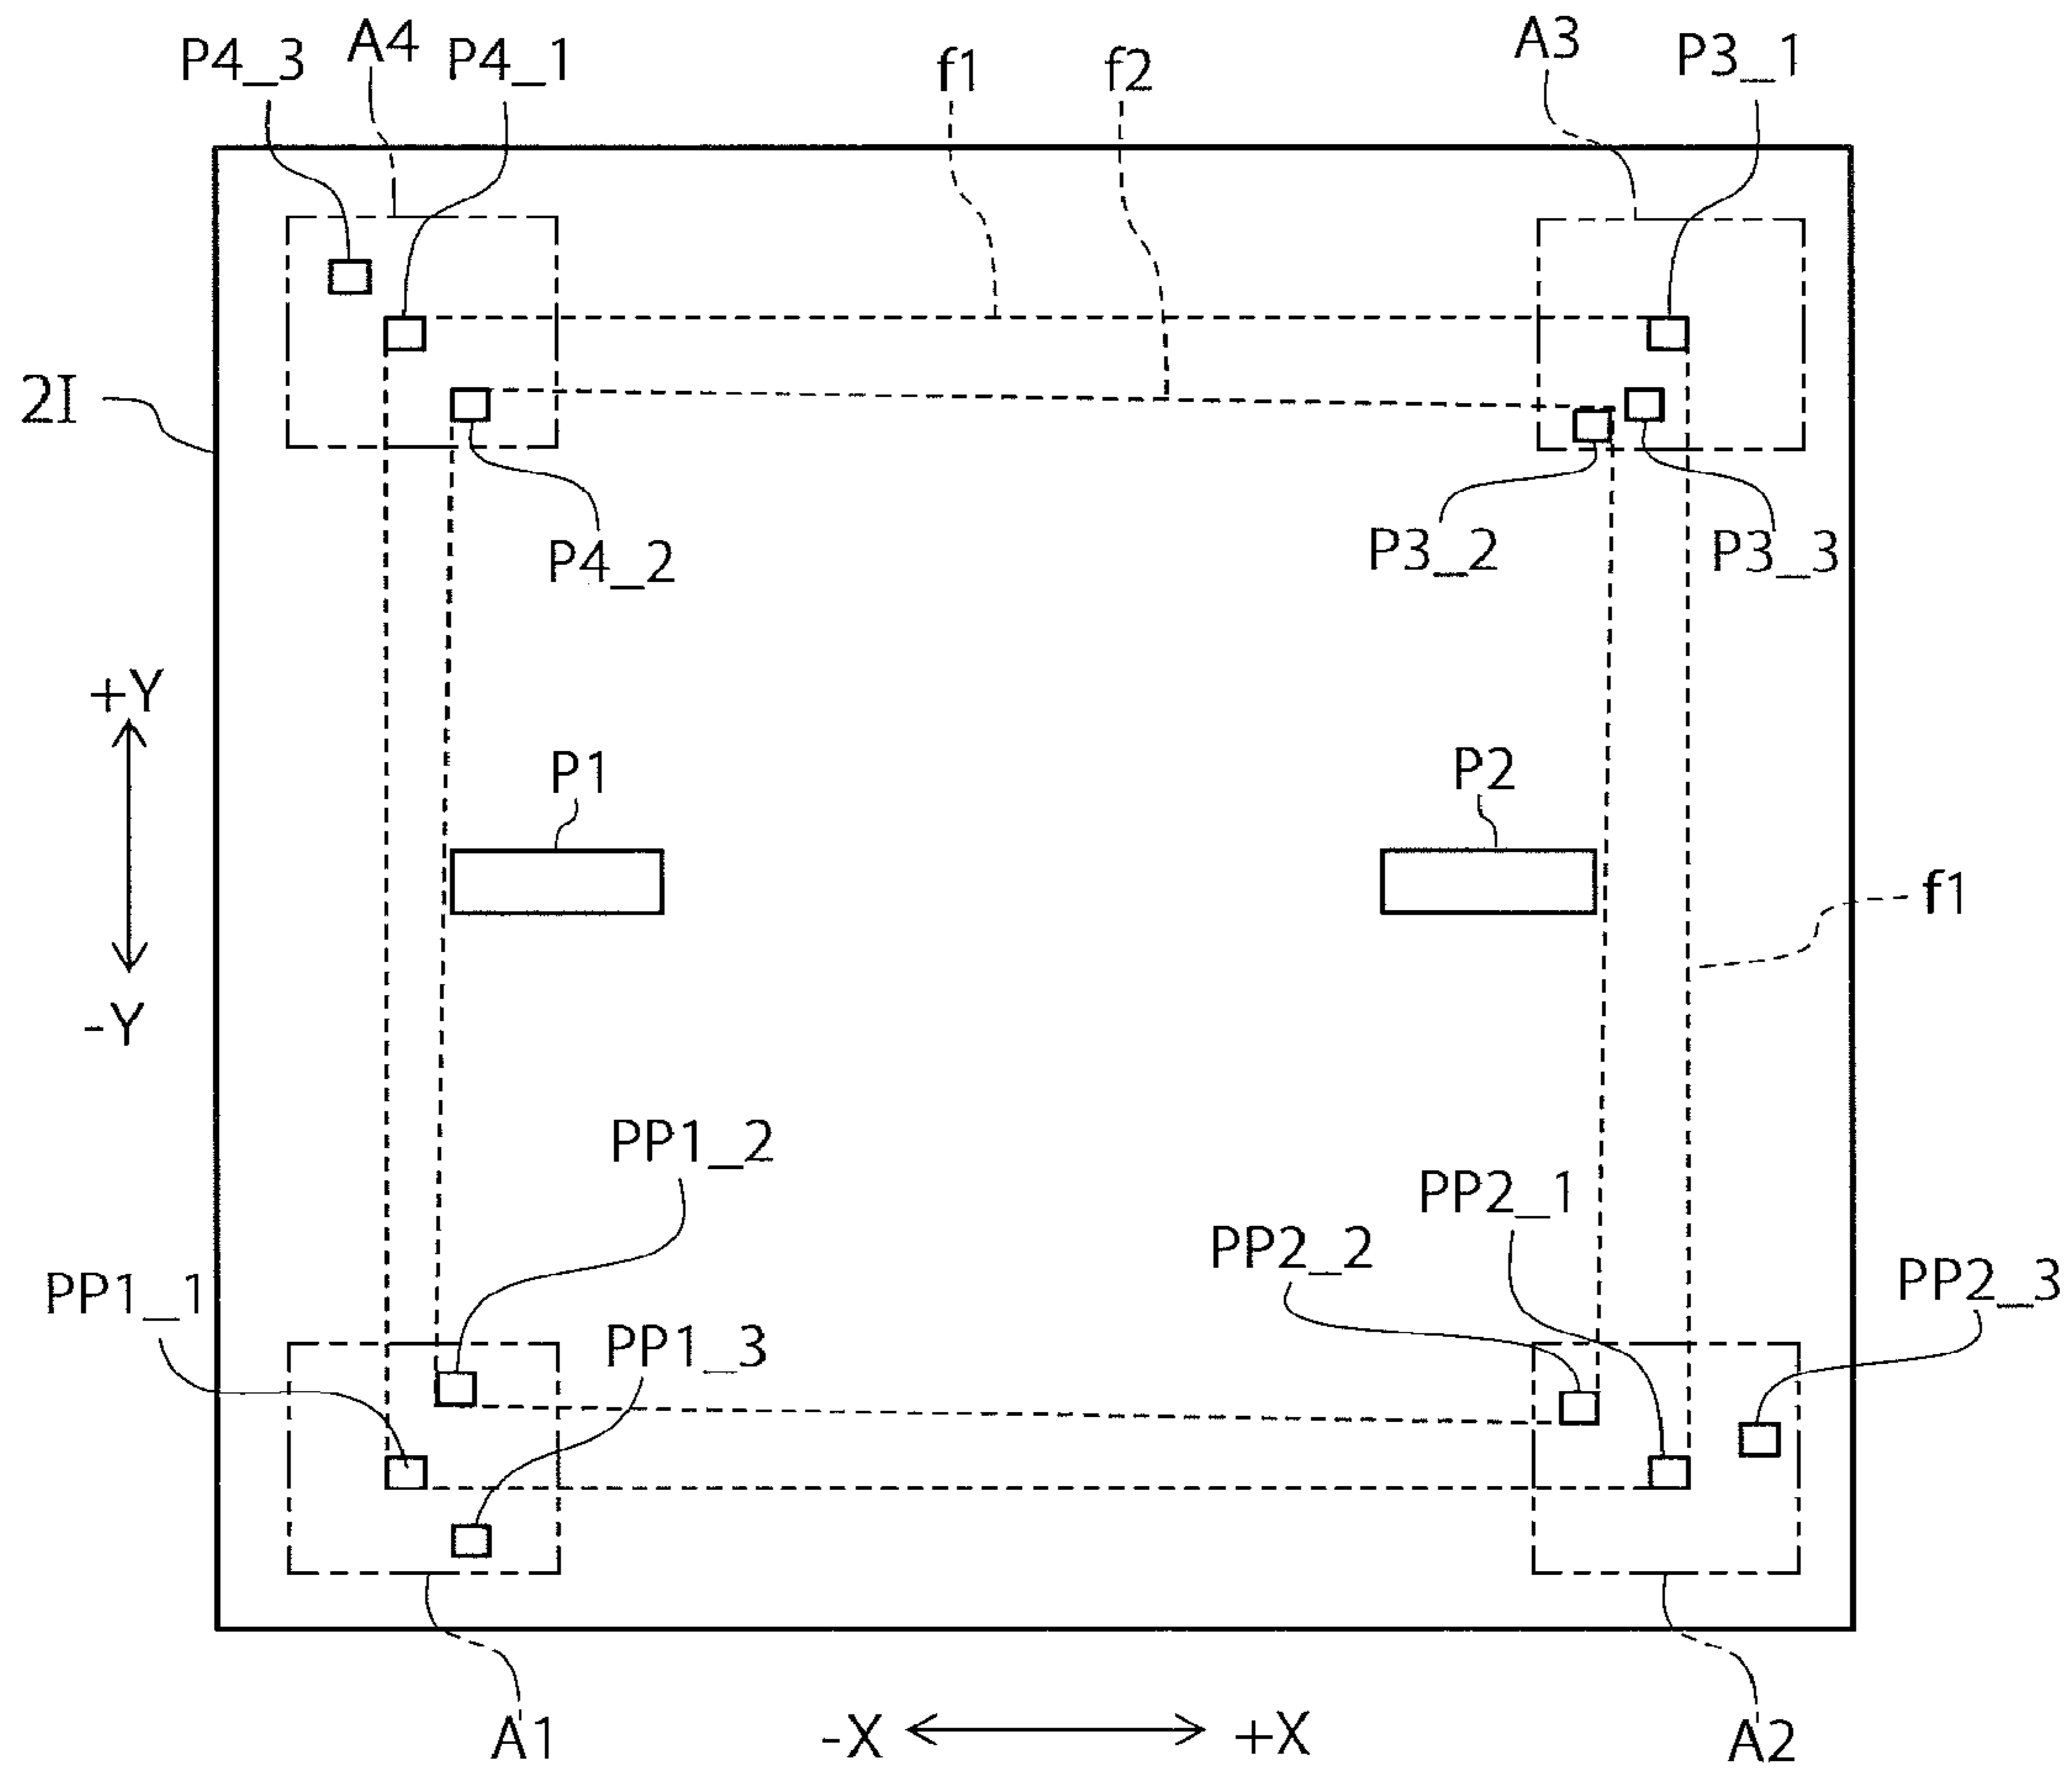 P4_3
A4
P4_1
f1
f2
A3
P3_1
2I
P4_2
P3_2
P3_3
+Y
-Y
P1
P2
f1
PP1_2
PP2_1
PP2_2
PP2_3
PP1_1
PP1_3
A1
-X
+X
A2